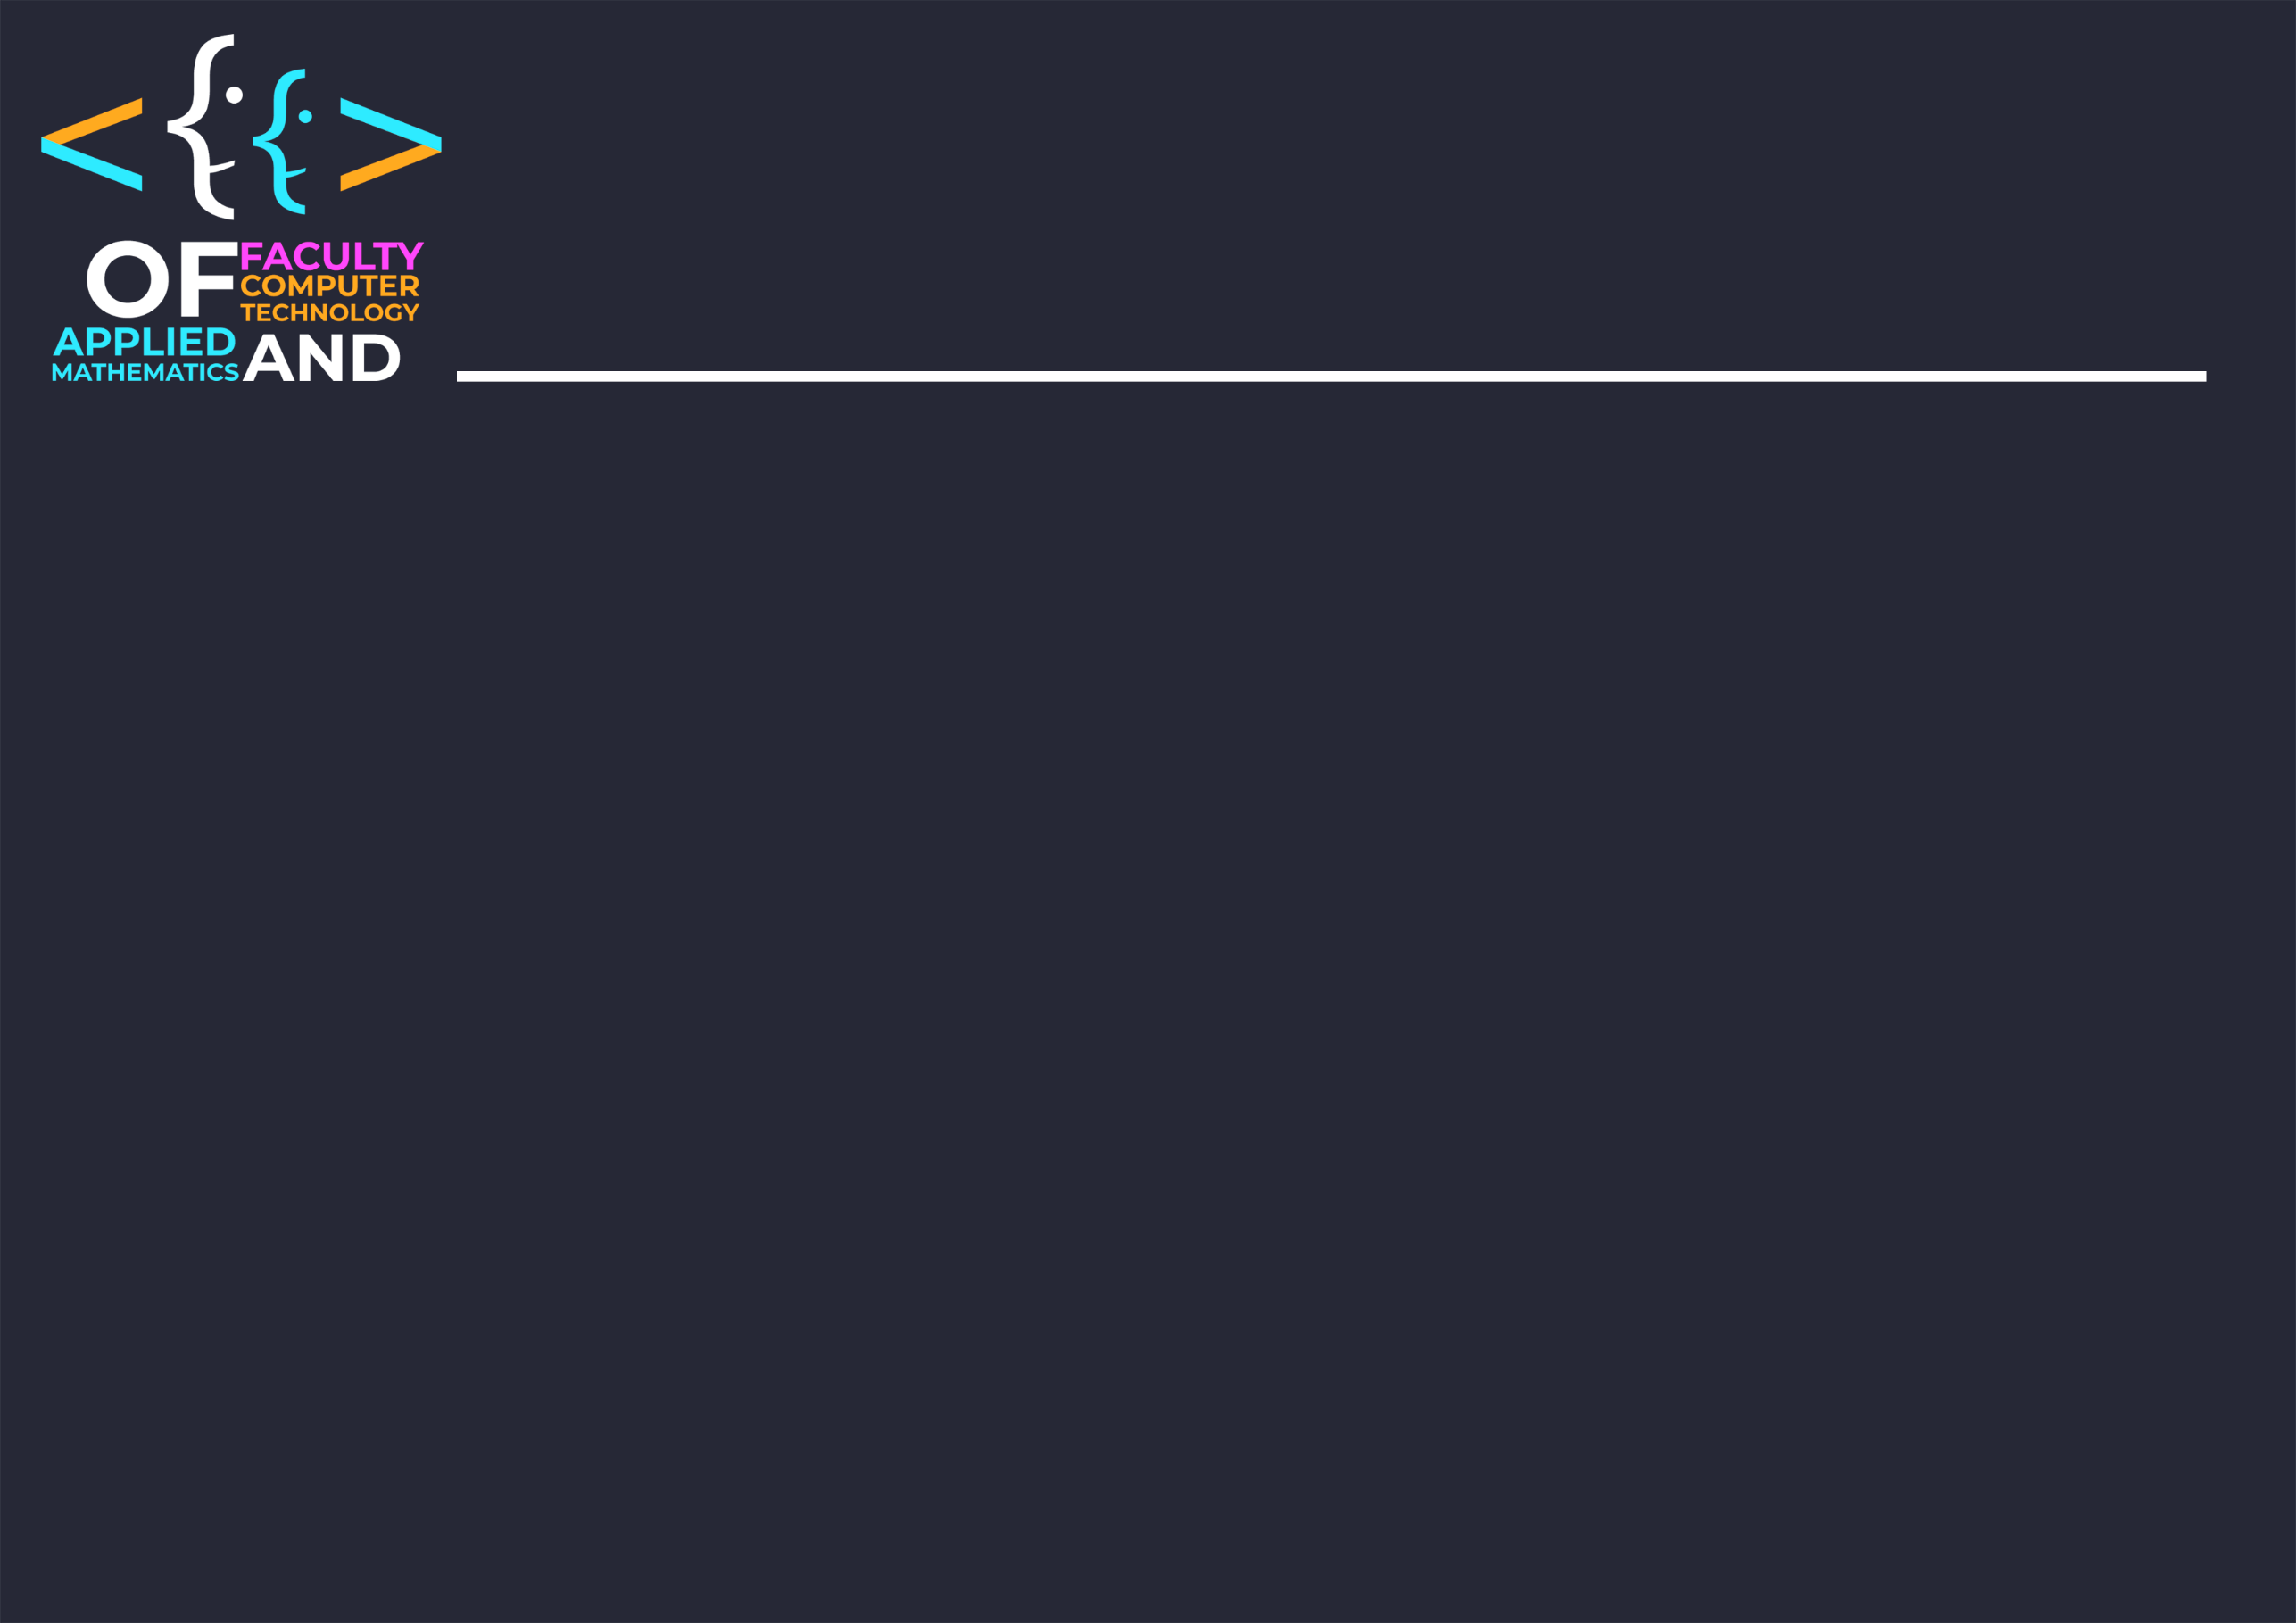 <{{>
OF FACULTY
COMPUTER
TECHNOLOGY
APPLIED AND
MATHEMATICS